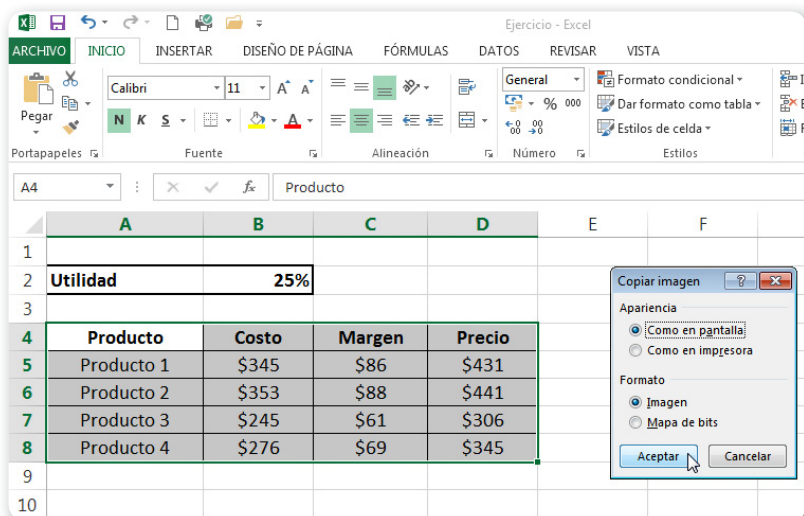 Ejercicio - Excel
ARCHIVO INICIO INSERTAR DISEÑO DE PÁGINA FÓRMULAS DATOS REVISAR VISTA
Pegar
Calibri 11
N K S
A A
A
General
% 000
Formato condicional
Dar formato como tabla
Estilos de celda
Portapapeles Fuente Alineación Número Estilos
A4 fx Producto
A B C D E F
1
2 Utilidad 25%
3
4 Producto Costo Margen Precio
5 Producto 1 $345 $86 $431
6 Producto 2 $353 $88 $441
7 Producto 3 $245 $61 $306
8 Producto 4 $276 $69 $345
9
10
Copiar imagen
Apariencia
Como en pantalla
Como en impresora
Formato
Imagen
Mapa de bits
Aceptar Cancelar